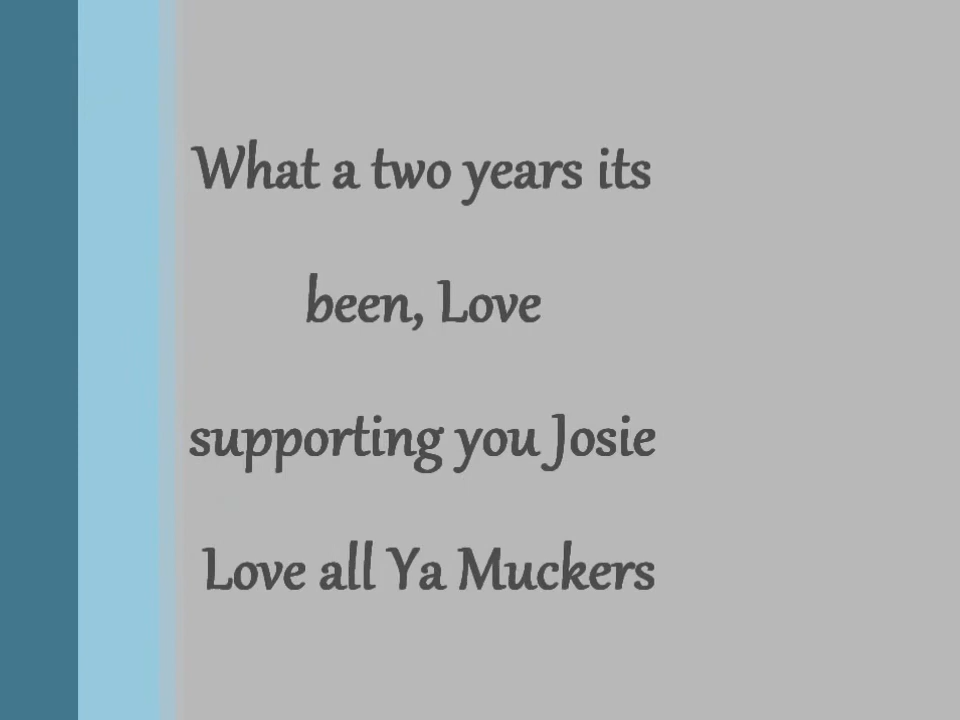 What a two years its
been, Love
supporting you Josie
Love all Ya Muckers